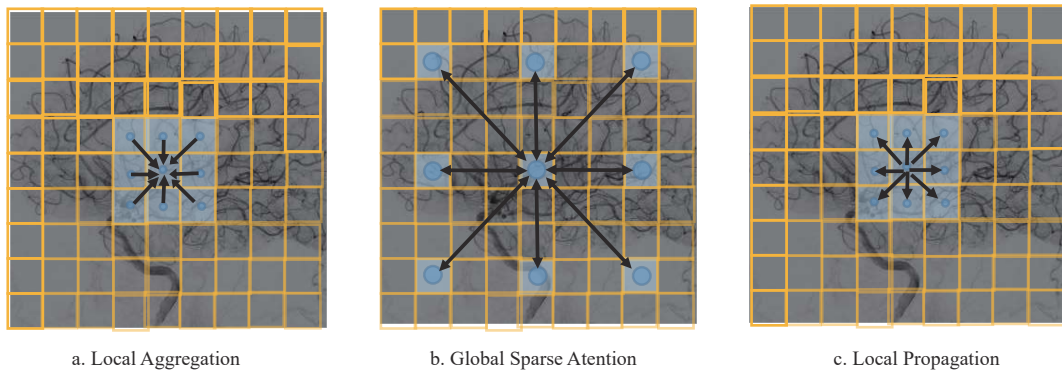 a. Local Aggregation
b. Global Sparse Atention
c. Local Propagation